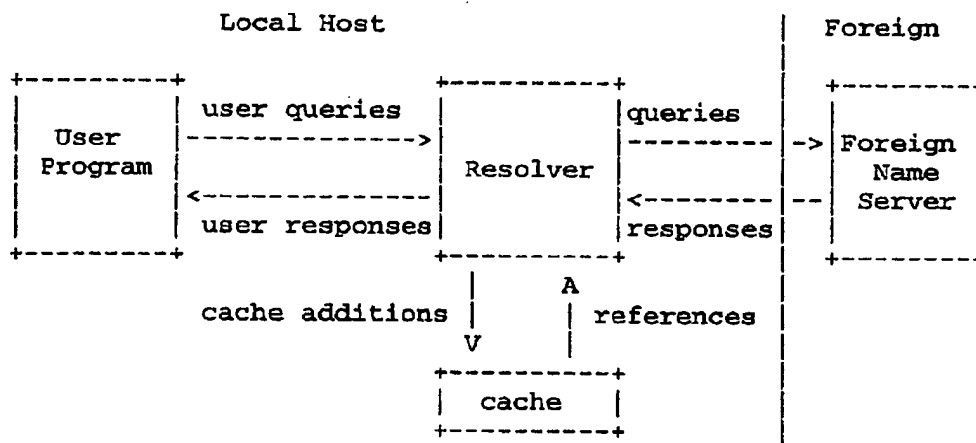 Local Host | Foreign
+---------+ +----------+ | +--------
| | user queries | |queries | | |
| User |-------------->| |---------|->|Foreign
| Program | | Resolver | | | Name
| |<--------------| |<--------|--| Server
| | user responses| |responses| | |
+---------+ +----------+ | +--------
| A |
cache additions | | references |
V | |
+----------+ |
| cache | |
+----------+ |